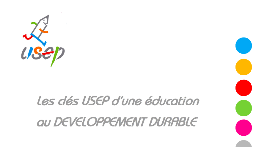 usep
Les clés USEP d'une éducation
au DEVELOPPEMENT DURABLE